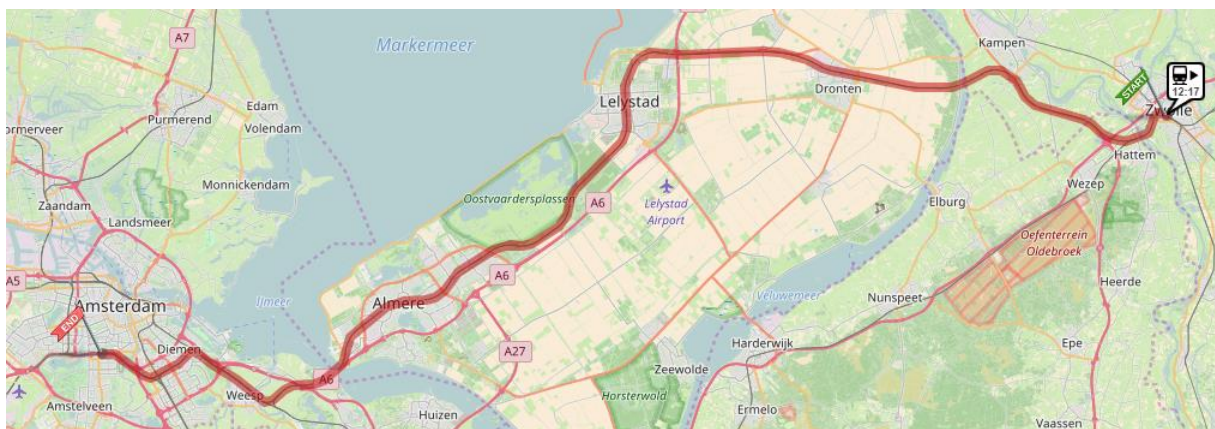 A7
Markermeer
Kampen
START
12:17
Zwolle
Edam
Purmerend
Volendam
Lelystad
Dronten
Hattem
Monnickendam
Oostvaardersplassen
A6
Lelystad
Airport
Wezep
Zaandam
Landsmeer
Elburg
Oefenterrein
Oldebroek
A5
Amsterdam
IJmeer
Almere
A6
Veluwemeer
Nunspeet
Heerde
END
Diemen
A27
Harderwijk
Epe
Weesp
A6
Zeewolde
Amstelveen
Huizen
Horsterwold
Ermelo
Vaassen